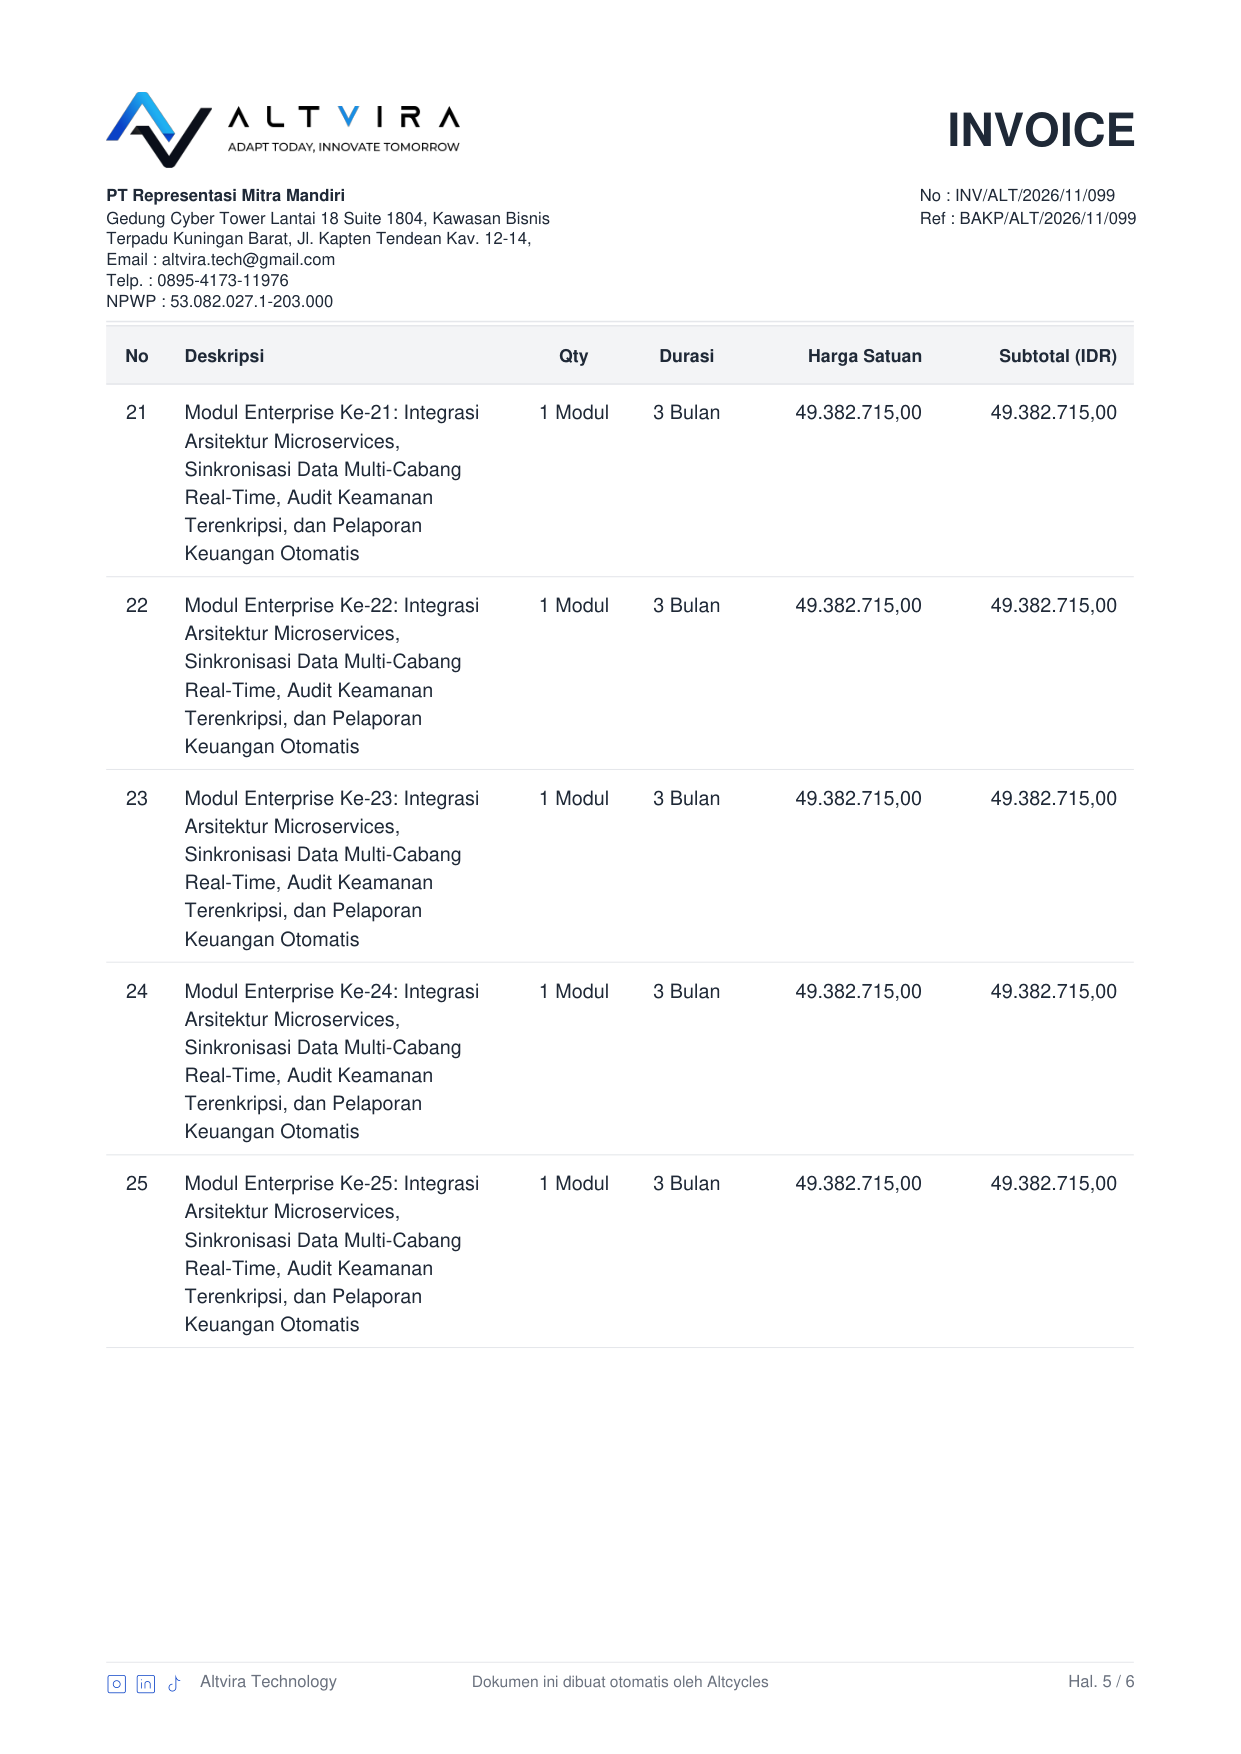 ALTVIRA
ADAPT TODAY, INNOVATE TOMORROW
INVOICE
PT Representasi Mitra Mandiri
Gedung Cyber Tower Lantai 18 Suite 1804, Kawasan Bisnis
Terpadu Kuningan Barat, Jl. Kapten Tendean Kav. 12-14,
Email : altvira.tech@gmail.com
Telp. : 0895-4173-11976
NPWP : 53.082.027.1-203.000
No : INV/ALT/2026/11/099
Ref : BAKP/ALT/2026/11/099
No Deskripsi Qty Durasi Harga Satuan Subtotal (IDR)
21 Modul Enterprise Ke-21: Integrasi 1 Modul 3 Bulan 49.382.715,00 49.382.715,00
Arsitektur Microservices,
Sinkronisasi Data Multi-Cabang
Real-Time, Audit Keamanan
Terenkripsi, dan Pelaporan
Keuangan Otomatis
22 Modul Enterprise Ke-22: Integrasi 1 Modul 3 Bulan 49.382.715,00 49.382.715,00
Arsitektur Microservices,
Sinkronisasi Data Multi-Cabang
Real-Time, Audit Keamanan
Terenkripsi, dan Pelaporan
Keuangan Otomatis
23 Modul Enterprise Ke-23: Integrasi 1 Modul 3 Bulan 49.382.715,00 49.382.715,00
Arsitektur Microservices,
Sinkronisasi Data Multi-Cabang
Real-Time, Audit Keamanan
Terenkripsi, dan Pelaporan
Keuangan Otomatis
24 Modul Enterprise Ke-24: Integrasi 1 Modul 3 Bulan 49.382.715,00 49.382.715,00
Arsitektur Microservices,
Sinkronisasi Data Multi-Cabang
Real-Time, Audit Keamanan
Terenkripsi, dan Pelaporan
Keuangan Otomatis
25 Modul Enterprise Ke-25: Integrasi 1 Modul 3 Bulan 49.382.715,00 49.382.715,00
Arsitektur Microservices,
Sinkronisasi Data Multi-Cabang
Real-Time, Audit Keamanan
Terenkripsi, dan Pelaporan
Keuangan Otomatis
in Altvira Technology Dokumen ini dibuat otomatis oleh Altcycles Hal. 5 / 6